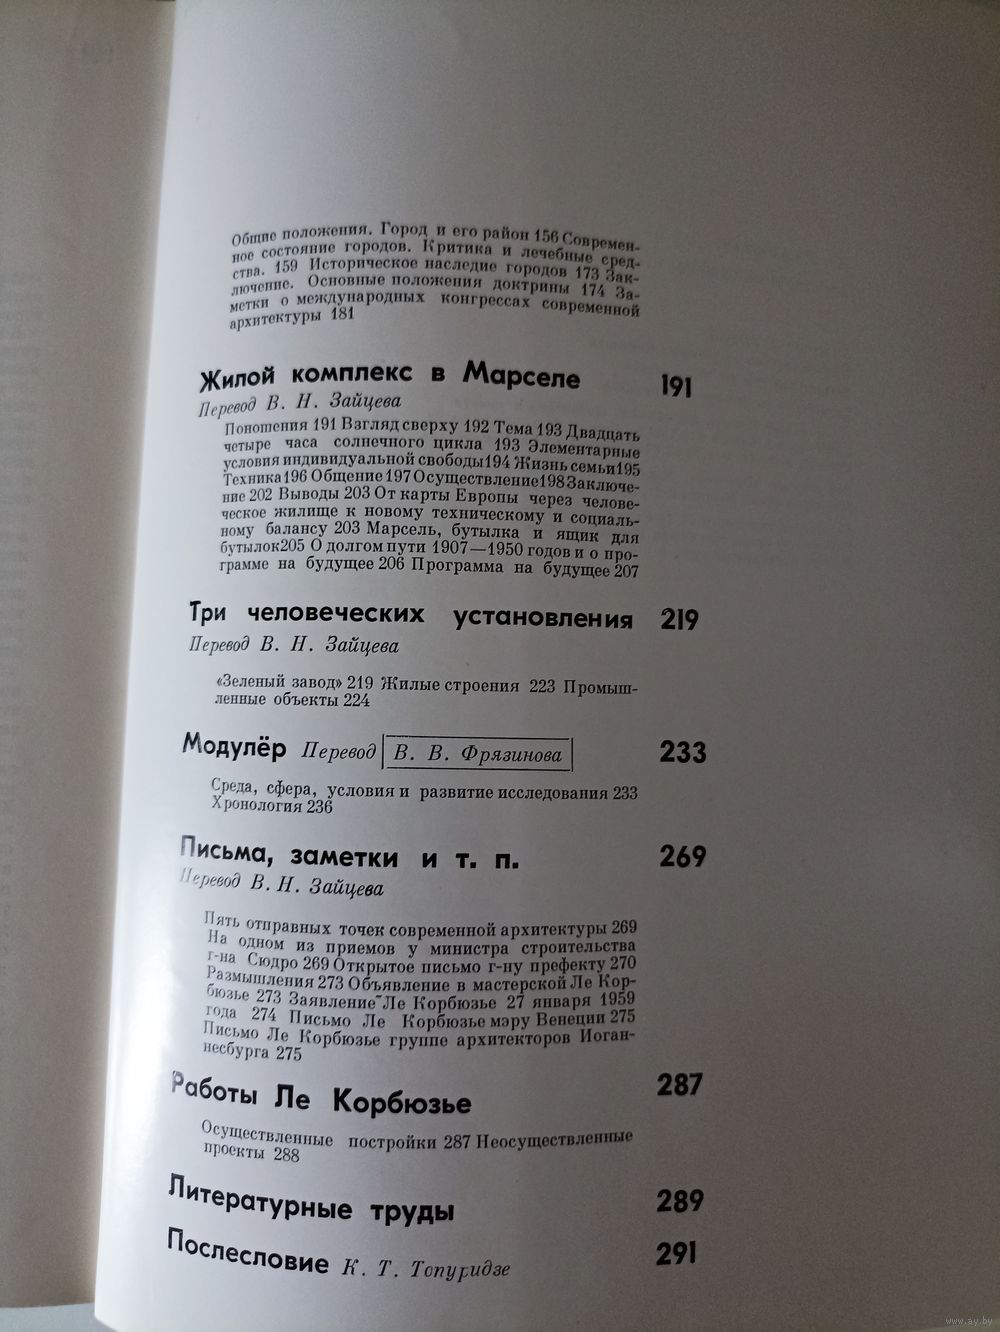 Общие положения. Город и его район 156 Современ-
ное состояние городов. Критика и лечебные сред-
ства. 159 Историческое наследие городов 173 Зак-
лючение. Основные положения доктрины 174 За-
метки о международных конгрессах современной
архитектуры 181
Жилой комплекс в Марселе 191
Перевод В. Н. Зайцева
Поношения 191 Взгляд сверху 192 Тема 193 Двадцать
четыре часа солнечного цикла 193 Элементарные
условия индивидуальной свободы 194 Жизнь семьи 195
Техника 196 Общение 197 Осуществление 198 Заключе-
ние 202 Выводы 203 От карты Европы через челове-
ческое жилище к новому техническому и социаль-
ному балансу 203 Марсель, бутылка и ящик для
бутылок 205 О долгом пути 1907—1950 годов и о про-
грамме на будущее 206 Программа на будущее 207
Три человеческих установления 219
Перевод В. Н. Зайцева
«Зеленый завод» 219 Жилые строения 223 Промыш-
ленные объекты 224
Модулёр Перевод В. В. Фрязинова 233
Среда, сфера, условия и развитие исследования 233
Хронология 236
Письма, заметки и т. п. 269
Перевод В. Н. Зайцева
Пять отправных точек современной архитектуры 269
На одном из приемов у министра строительства
г-на Сюдро 269 Открытое письмо г-ну префекту 270
Размышления 273 Объявление в мастерской Ле Кор-
бюзье 273 Заявление Ле Корбюзье 27 января 1959
года 274 Письмо Ле Корбюзье мэру Венеции 275
Письмо Ле Корбюзье группе архитекторов Иоган-
несбурга 275
Работы Ле Корбюзье 287
Осуществленные постройки 287 Неосуществленные
проекты 288
Литературные труды 289
Послесловие К. Т. Топуридзе 291
www.ay.by